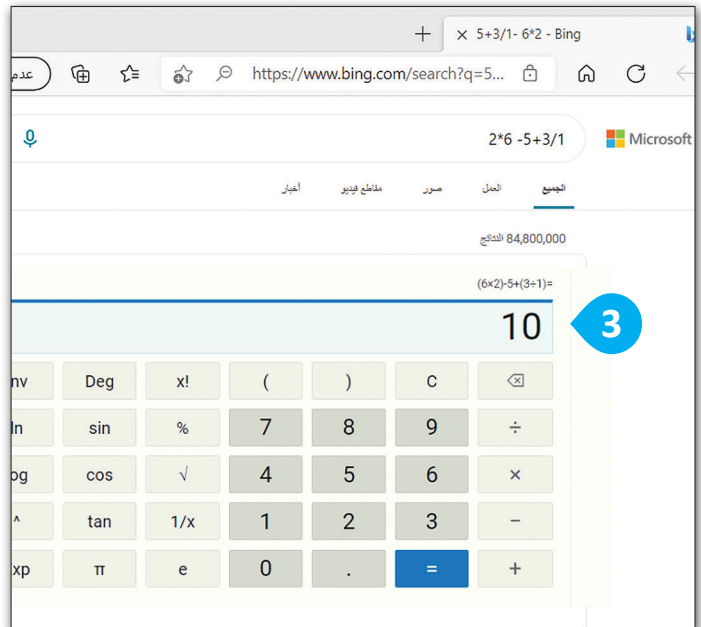 5+3/1- 6*2 - Bing
https://www.bing.com/search?q=5...
Microsoft
2*6 -5+3/1
الجميع العمل صور مقاطع فيديو أخبار
84,800,000 النتائج
(6×2)-5+(3÷1)=
10
3
nv Deg x! ( ) C
ln sin % 7 8 9 ÷
og cos √ 4 5 6 ×
^ tan 1/x 1 2 3 −
xp π e 0 . = +